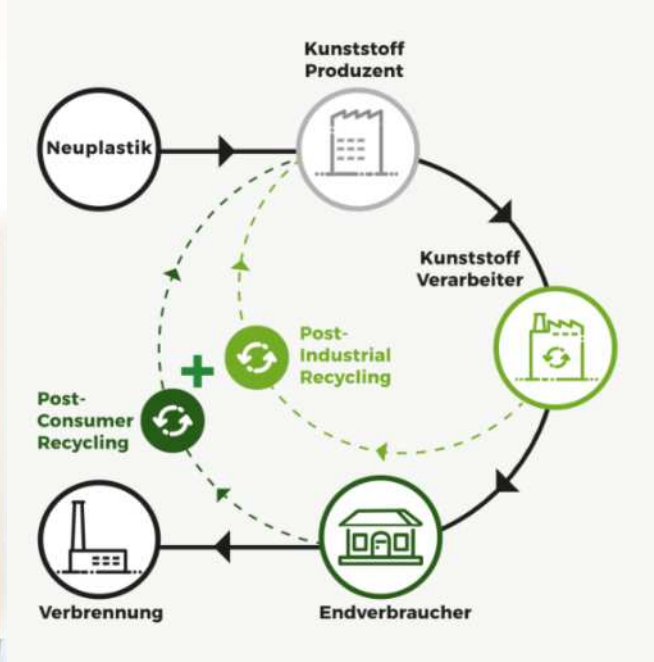 Kunststoff
Produzent
Neuplastik
Kunststoff
Verarbeiter
Post-
Industrial
Recycling
Post-
Consumer
Recycling
Verbrennung
Endverbraucher